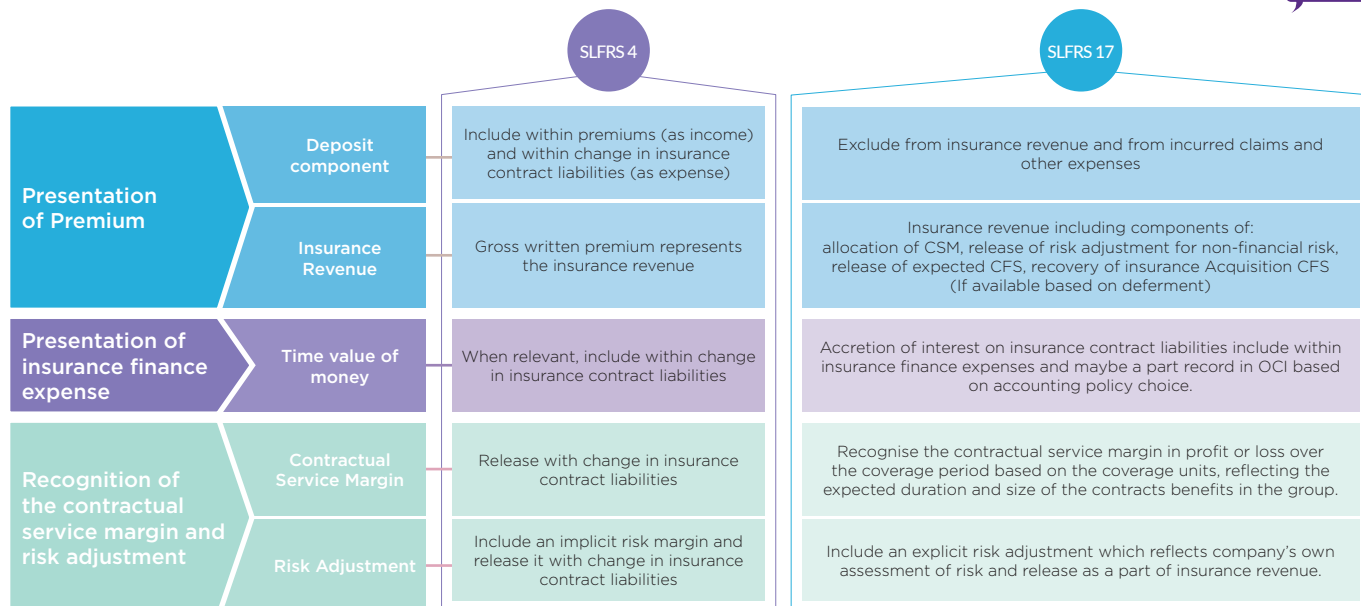 SLFRS 4
SLFRS 17
Presentation
of Premium
Deposit
component
Include within premiums (as income)
and within change in insurance
contract liabilities (as expense)
Exclude from insurance revenue and from incurred claims and
other expenses
Insurance
Revenue
Gross written premium represents
the insurance revenue
Insurance revenue including components of:
allocation of CSM, release of risk adjustment for non-financial risk,
release of expected CFS, recovery of insurance Acquisition CFS
(If available based on deferment)
Presentation of
insurance finance
expense
Time value of
money
When relevant, include within change
in insurance contract liabilities
Accretion of interest on insurance contract liabilities include within
insurance finance expenses and maybe a part record in OCI based
on accounting policy choice.
Recognition of
the contractual
service margin and
risk adjustment
Contractual
Service Margin
Release with change in insurance
contract liabilities
Recognise the contractual service margin in profit or loss over
the coverage period based on the coverage units, reflecting the
expected duration and size of the contracts benefits in the group.
Risk Adjustment
Include an implicit risk margin and
release it with change in insurance
contract liabilities
Include an explicit risk adjustment which reflects company's own
assessment of risk and release as a part of insurance revenue.